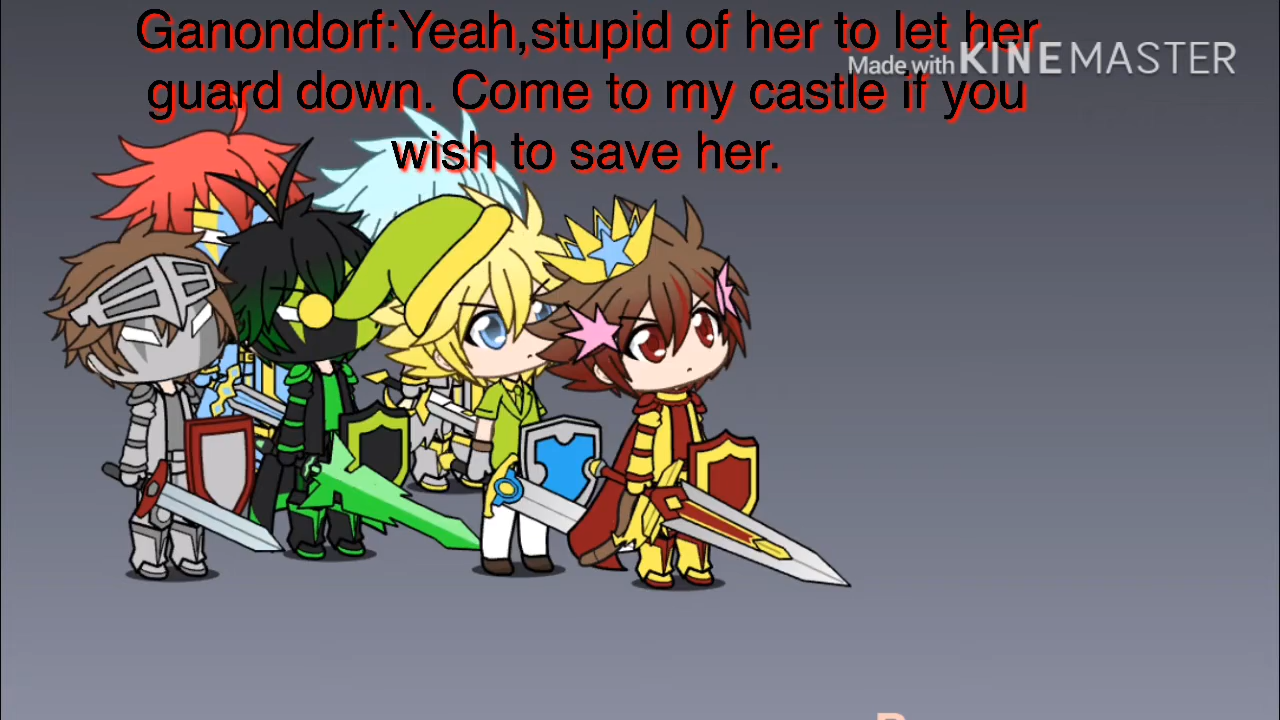 Ganondorf:Yeah,stupid of her to let her
guard down. Come to my castle if you
wish to save her.
Made with KINEMASTER